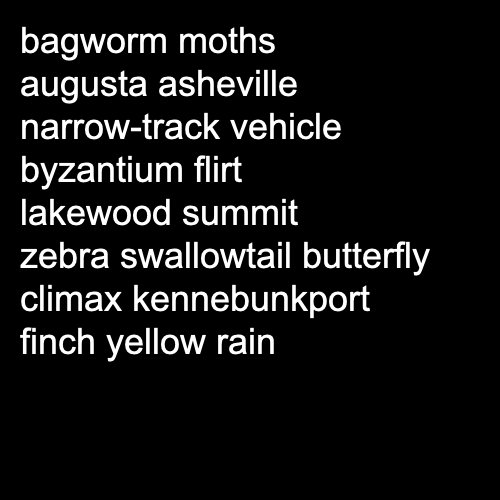 bagworm moths
augusta asheville
narrow-track vehicle
byzantium flirt
lakewood summit
zebra swallowtail butterfly
climax kennebunkport
finch yellow rain